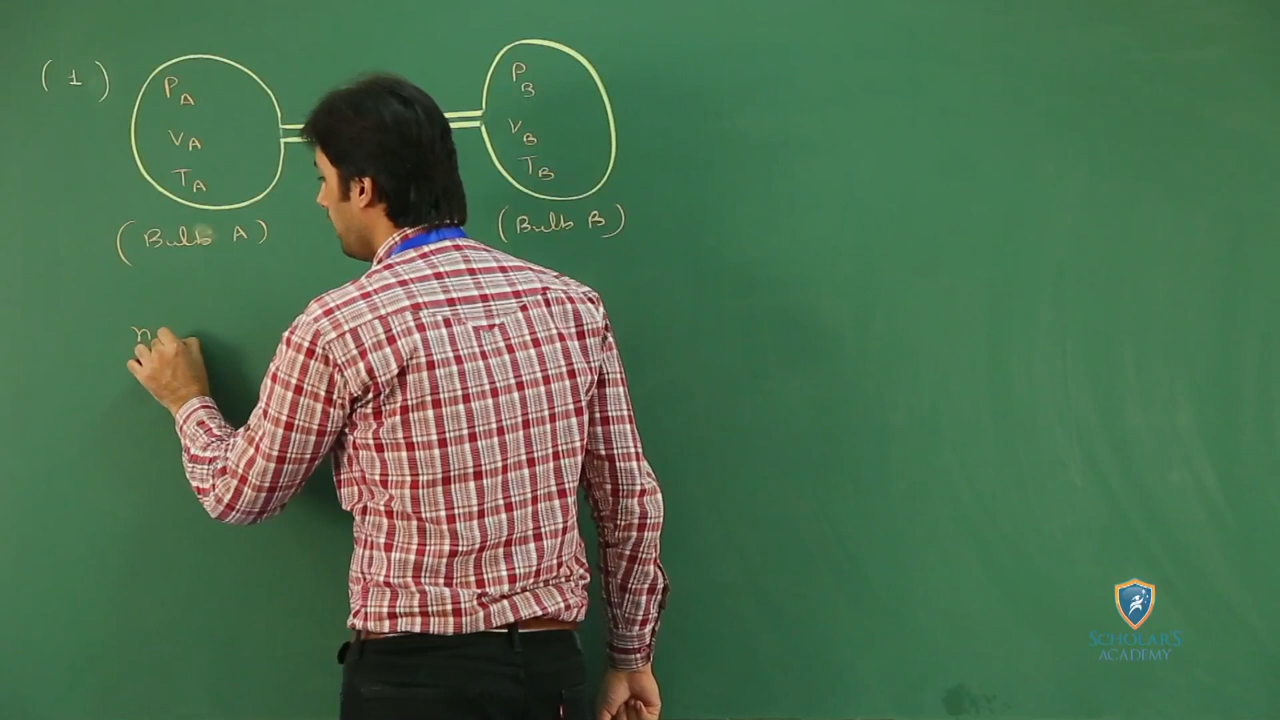 (1)
PA
VA
TA
(Bulb A)
PB
VB
TB
(Bulb B)
n
SCHOLAR'S
ACADEMY